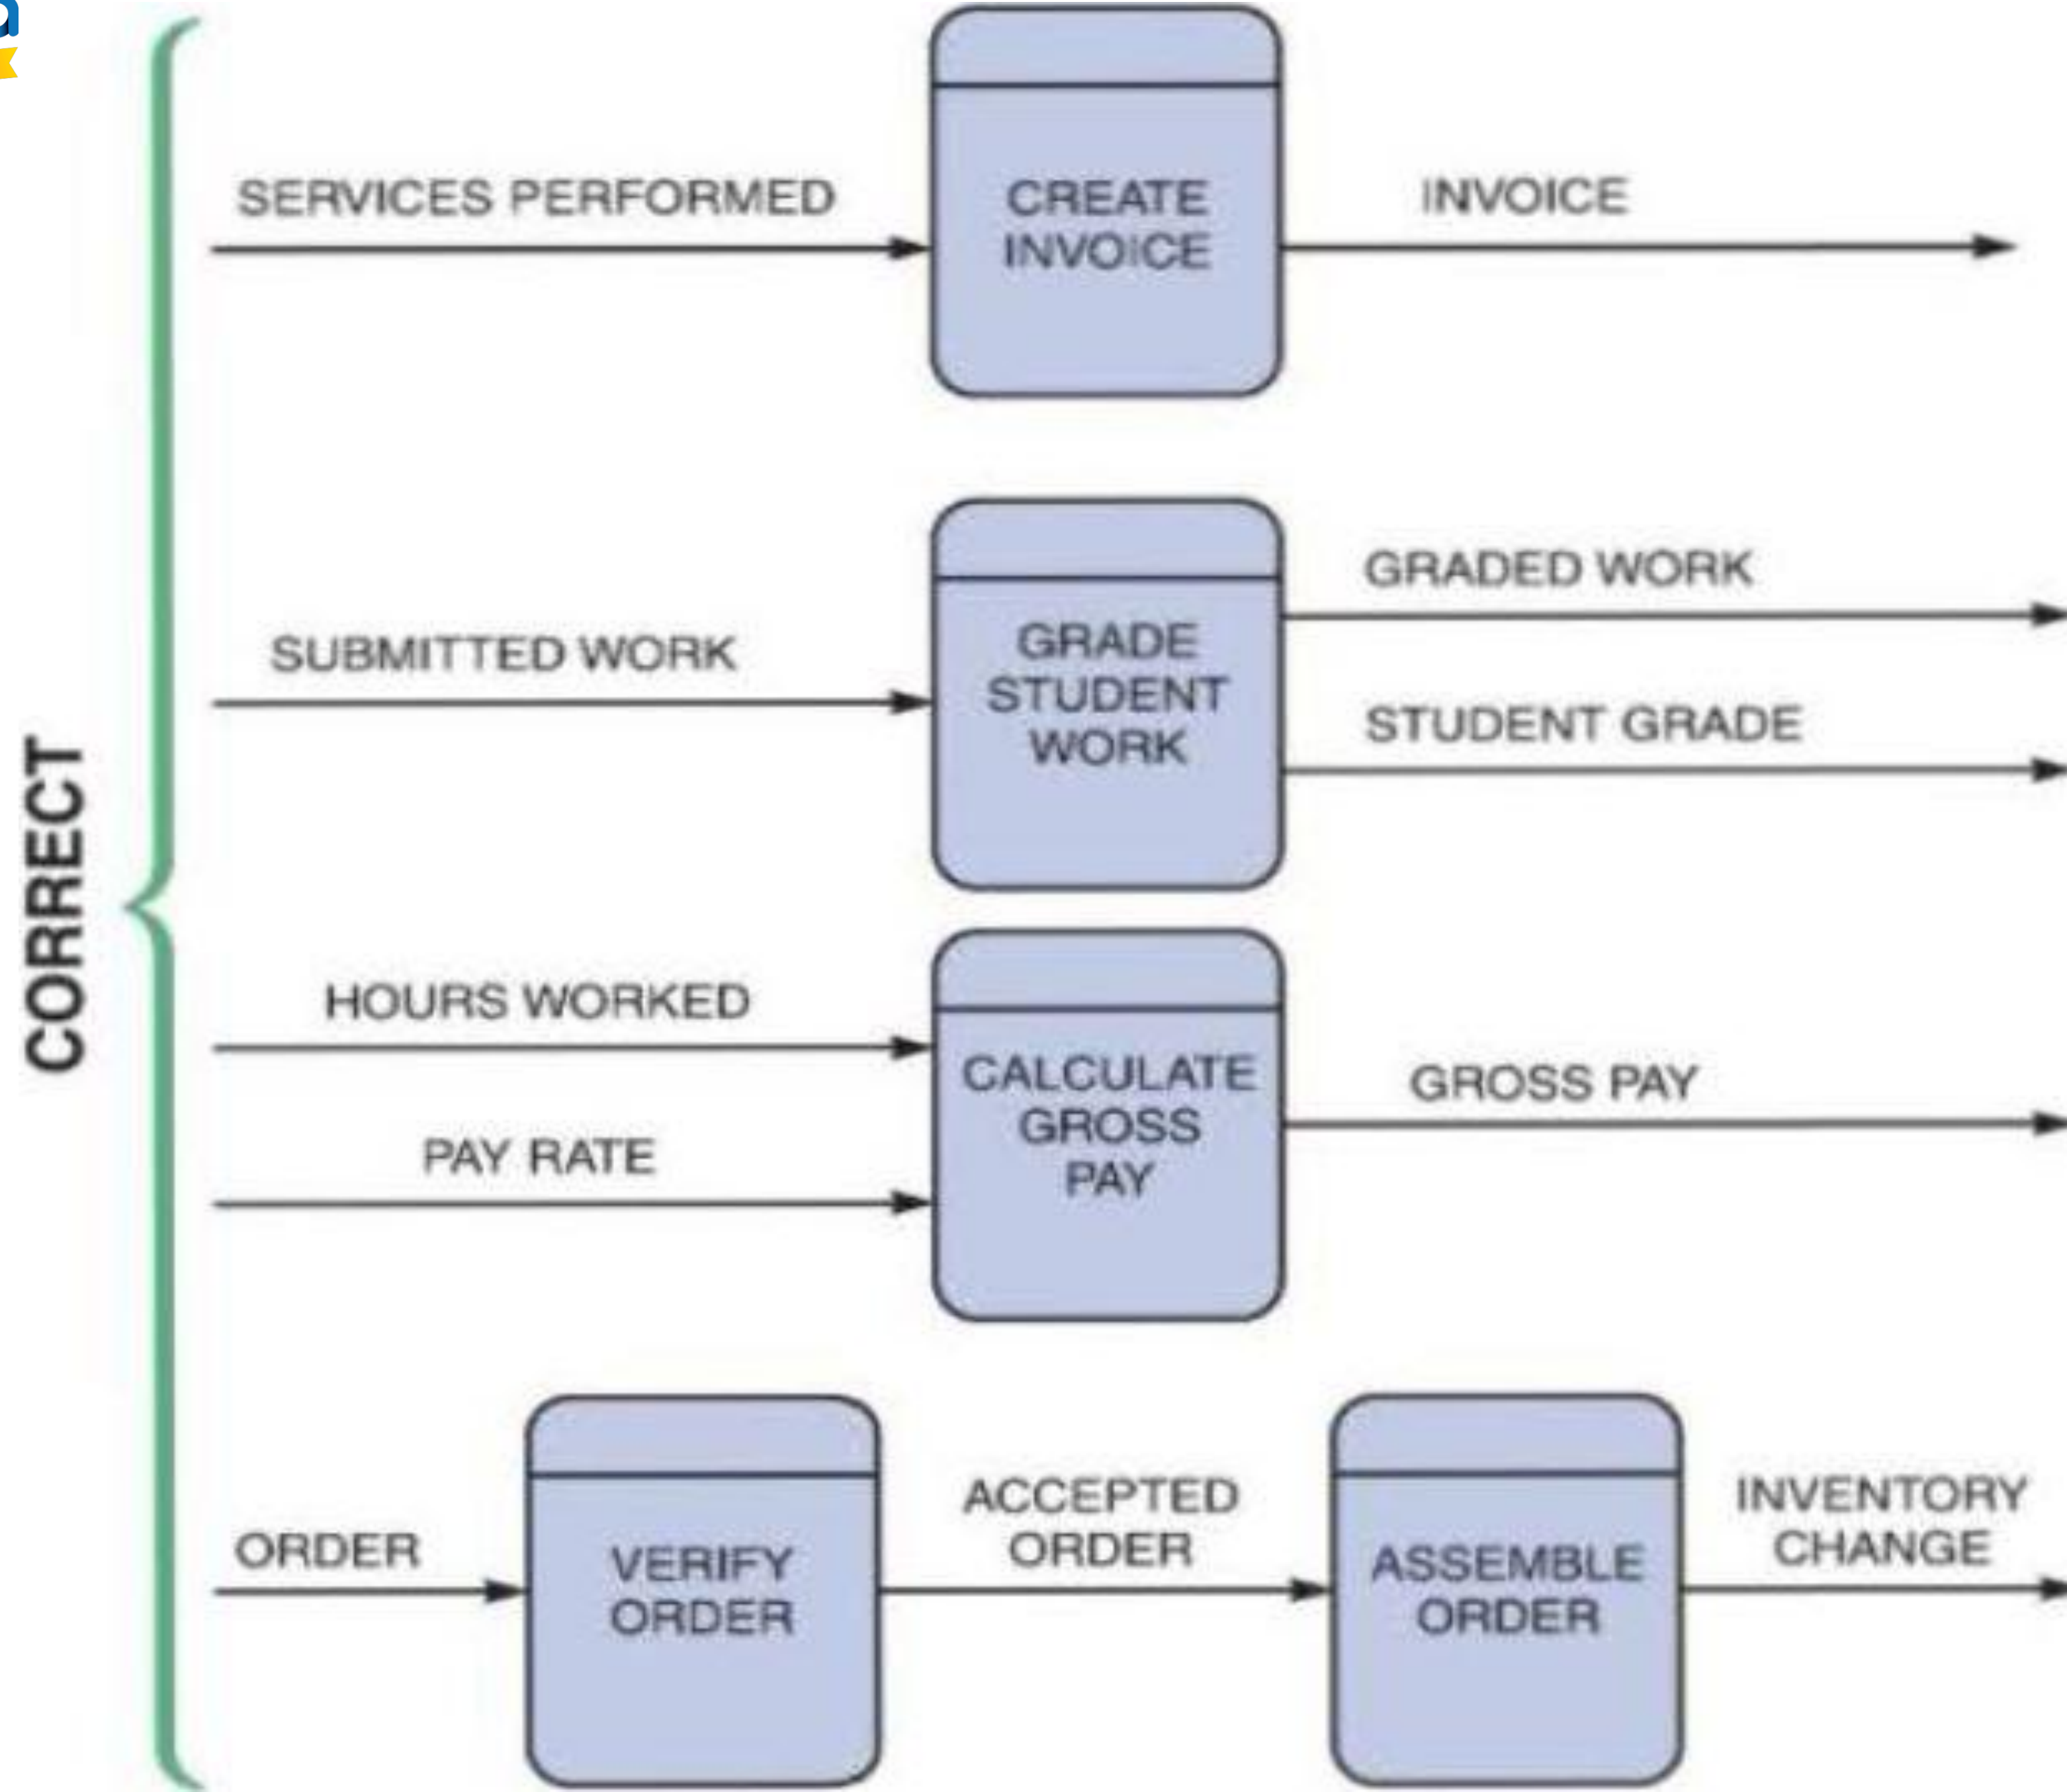 CORRECT
SERVICES PERFORMED
CREATE
INVOICE
INVOICE
SUBMITTED WORK
GRADE
STUDENT
WORK
GRADED WORK
STUDENT GRADE
HOURS WORKED
PAY RATE
CALCULATE
GROSS
PAY
GROSS PAY
ORDER
VERIFY
ORDER
ACCEPTED
ORDER
ASSEMBLE
ORDER
INVENTORY
CHANGE